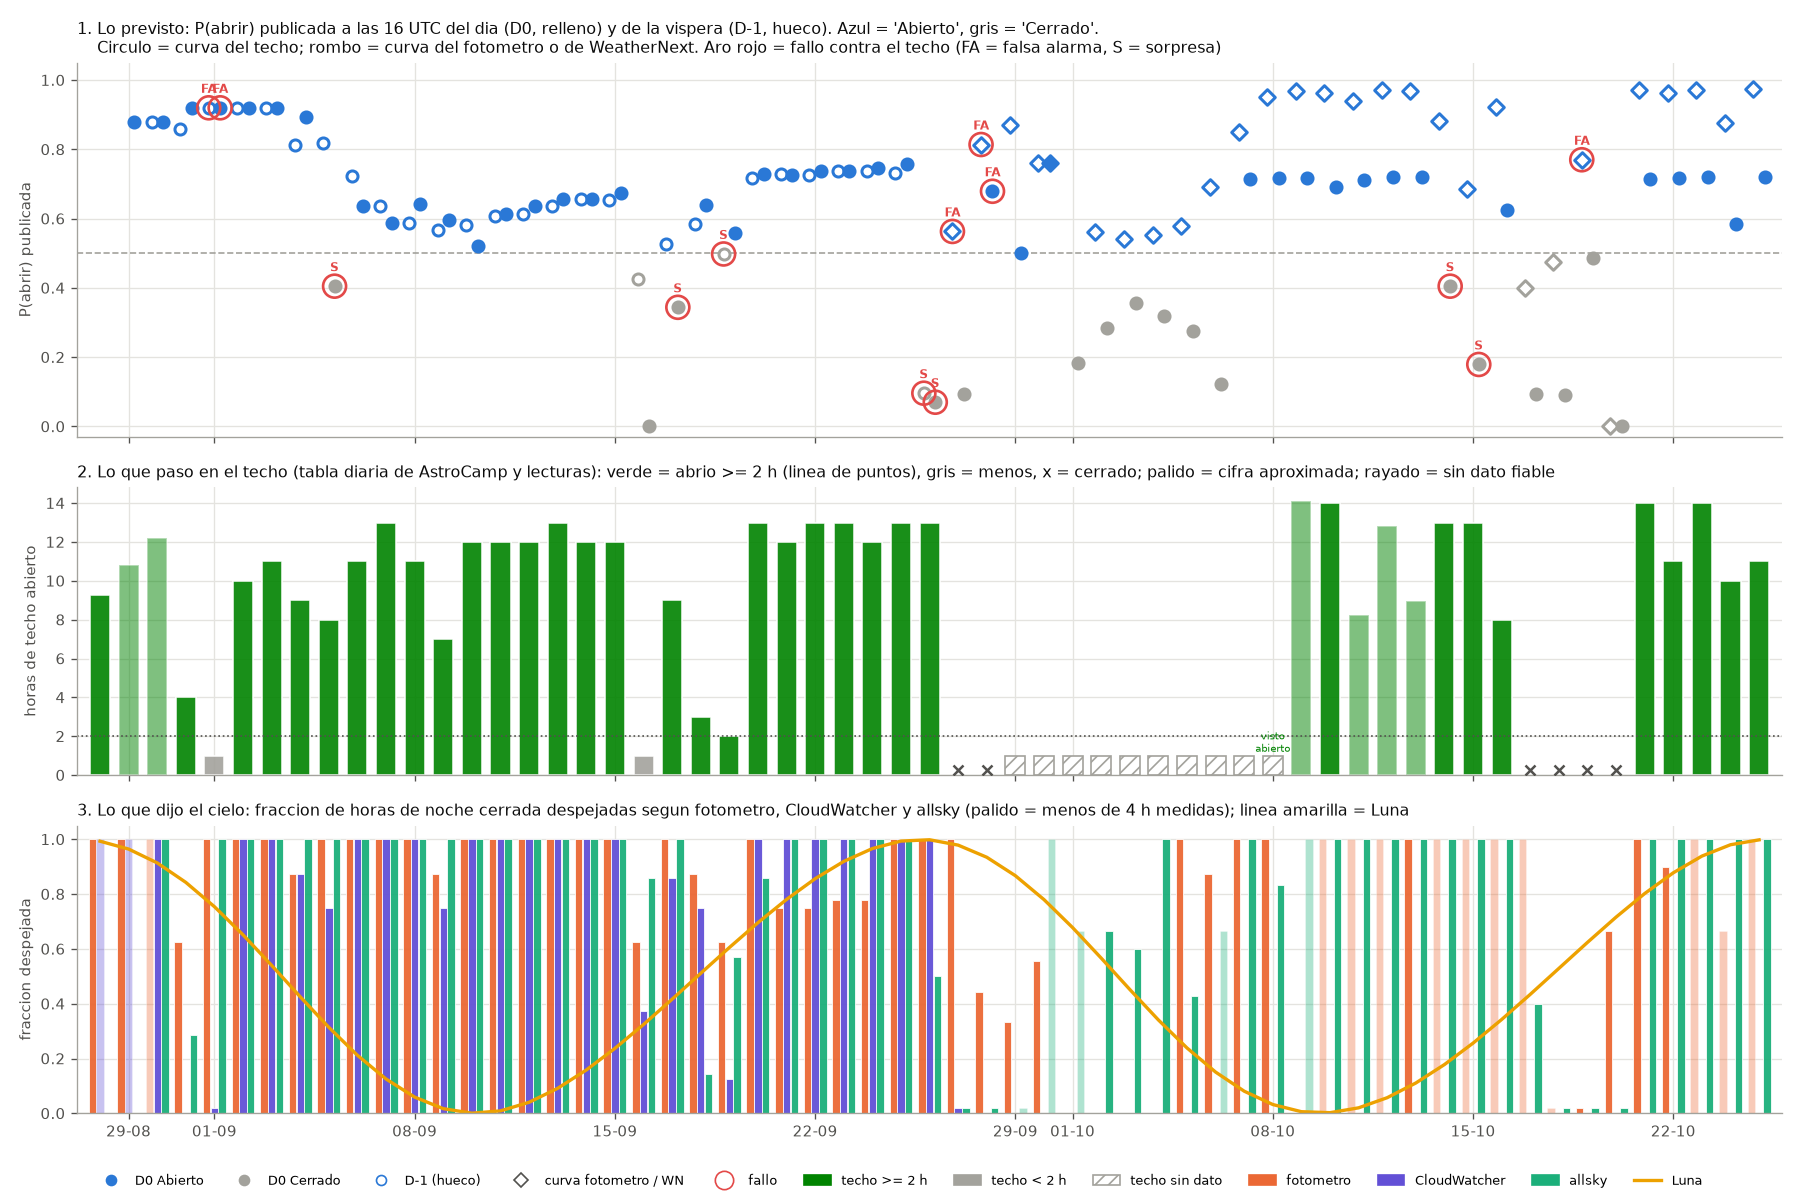 1. Lo previsto: P(abrir) publicada a las 16 UTC del dia (D0, relleno) y de la vispera (D-1, hueco). Azul = 'Abierto', gris = 'Cerrado'.
Circulo = curva del techo; rombo = curva del fotometro o de WeatherNext. Aro rojo = fallo contra el techo (FA = falsa alarma, S = sorpresa)
P(abrir) publicada
1.0
0.8
0.6
0.4
0.2
0.0
FA
FA
S
S
S
S
S
FA
FA
FA
S
S
FA
2. Lo que paso en el techo (tabla diaria de AstroCamp y lecturas): verde = abrio >= 2 h (linea de puntos), gris = menos, x = cerrado; palido = cifra aproximada; rayado = sin dato fiable
horas de techo abierto
14
12
10
8
6
4
2
0
visto
abierto
3. Lo que dijo el cielo: fraccion de horas de noche cerrada despejadas segun fotometro, CloudWatcher y allsky (palido = menos de 4 h medidas); linea amarilla = Luna
fraccion despejada
1.0
0.8
0.6
0.4
0.2
0.0
29-08 01-09 08-09 15-09 22-09 29-09 01-10 08-10 15-10 22-10
D0 Abierto D0 Cerrado D-1 (hueco) curva fotometro / WN fallo techo >= 2 h techo < 2 h techo sin dato fotometro CloudWatcher allsky Luna